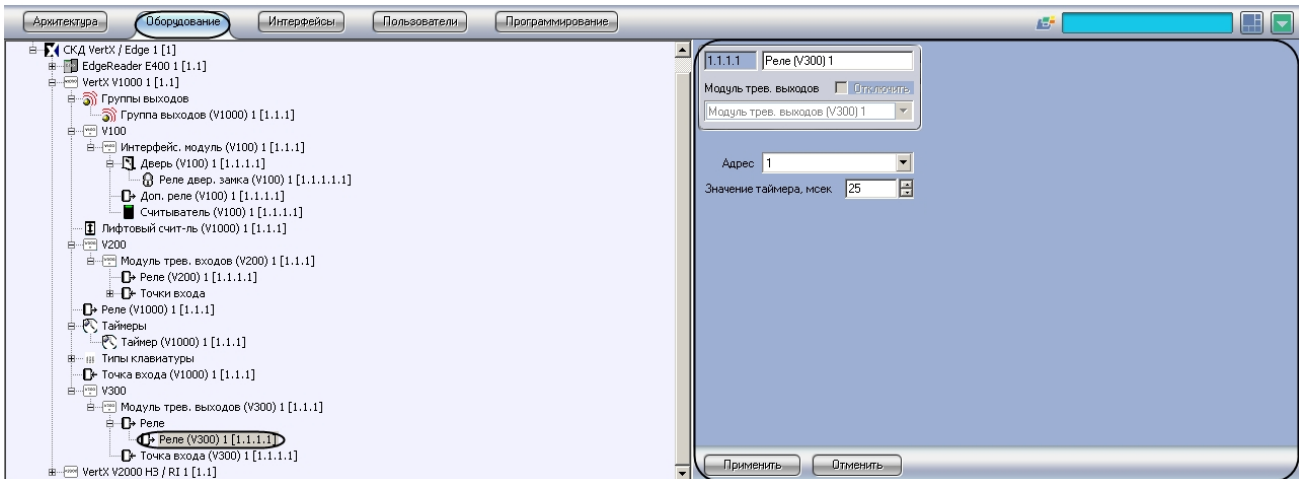 Архитектура Оборудование Интерфейсы Пользователи Программирование
СКД VertX / Edge 1 [1]
EdgeReader E400 1 [1.1]
VertX V1000 1 [1.1]
Группы выходов
Группа выходов (V1000) 1 [1.1.1]
V100
Интерфейс. модуль (V100) 1 [1.1.1]
Дверь (V100) 1 [1.1.1.1]
Реле двер. замка (V100) 1 [1.1.1.1.1]
Доп. реле (V100) 1 [1.1.1.1]
Считыватель (V100) 1 [1.1.1.1]
Лифтовый счит-ль (V1000) 1 [1.1.1]
V200
Модуль трев. входов (V200) 1 [1.1.1]
Реле (V200) 1 [1.1.1.1]
Точки входа
Реле (V1000) 1 [1.1.1]
Таймеры
Таймер (V1000) 1 [1.1.1]
Типы клавиатуры
Точка входа (V1000) 1 [1.1.1]
V300
Модуль трев. выходов (V300) 1 [1.1.1]
Реле
Реле (V300) 1 [1.1.1.1]
Точка входа (V300) 1 [1.1.1.1]
VertX V2000 НЗ / RI 1 [1.1]
1.1.1.1 Реле (V300) 1
Модуль трев. выходов Отключить
Модуль трев. выходов (V300) 1
Адрес 1
Значение таймера, мсек 25
Применить Отменить